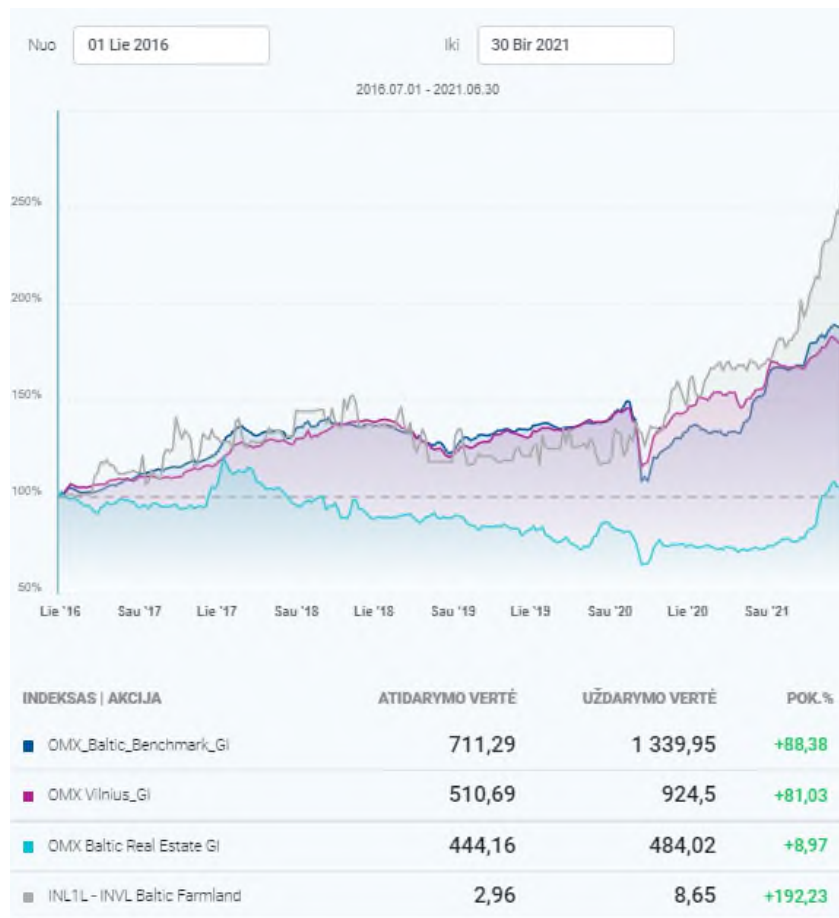 Nuo 01 Lie 2016 Iki 30 Bir 2021
2016.07.01 - 2021.06.30
250%
200%
150%
100%
50%
Lie '16 Sau '17 Lie '17 Sau '18 Lie '18 Sau '19 Lie '19 Sau '20 Lie '20 Sau '21
INDEKSAS | AKCIJA ATIDARYMO VERTĖ UŽDARYMO VERTĖ POK.%
OMX_Baltic_Benchmark_GI 711,29 1 339,95 +88,38
OMX Vilnius_GI 510,69 924,5 +81,03
OMX Baltic Real Estate GI 444,16 484,02 +8,97
INL1L - INVL Baltic Farmland 2,96 8,65 +192,23